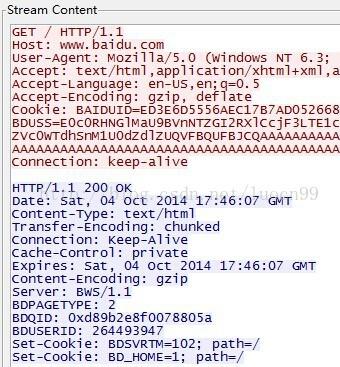 Stream Content
GET / HTTP/1.1
Host: www.baidu.com
User-Agent: Mozilla/5.0 (Windows NT 6.3;
Accept: text/html,application/xhtml+xml,a
Accept-Language: en-US,en;q=0.5
Accept-Encoding: gzip, deflate
Cookie: BAIDUID=ED3E6D5556AEC17B7AD052668
BDUSS=EOc0RHNGlMaU9BVnNTZGI2RXlCcjF3LTE1c
ZVc0WTdhSnM1U0dZdlZUQVFBQUFBJCQAAAAAAAAAA
AAAAAAAAAAAAAAAAAAAAAAAAAAAAAAAAAAAAAAAAA
Connection: keep-alive
HTTP/1.1 200 OK
Date: Sat, 04 Oct 2014 17:46:07 GMT
Content-Type: text/html
Transfer-Encoding: chunked
Connection: Keep-Alive
Cache-Control: private
Expires: Sat, 04 Oct 2014 17:46:07 GMT
Content-Encoding: gzip
Server: BWS/1.1
BDPAGETYPE: 2
BDQID: 0xd89b2e8f0078805a
BDUSERID: 264493947
Set-Cookie: BDSVRTM=102; path=/
Set-Cookie: BD_HOME=1; path=/